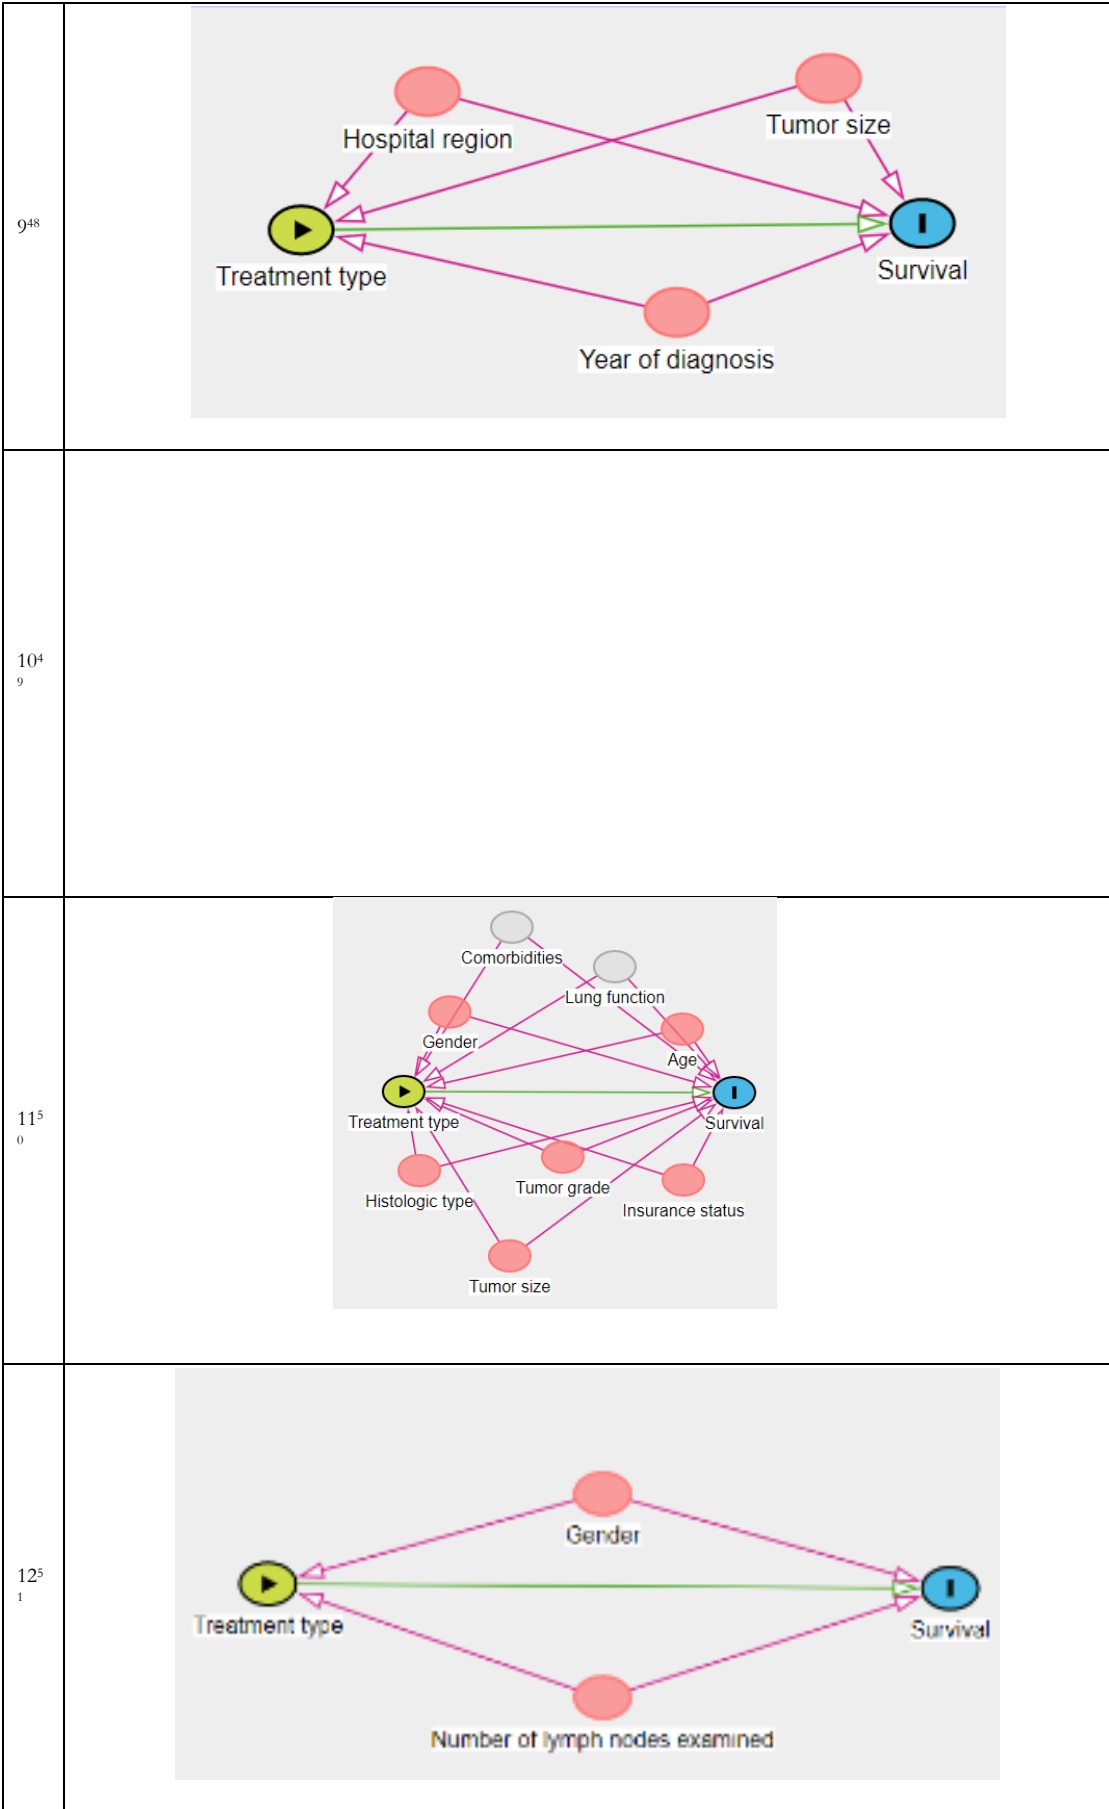 Hospital region
Tumor size
9⁴⁸
Treatment type
Survival
Year of diagnosis
10⁴
⁹
Comorbidities
Lung function
Gender
Age
11⁵
⁰
Treatment type
Survival
Tumor grade
Histologic type
Insurance status
Tumor size
Gender
12⁵
¹
Treatment type
Survival
Number of lymph nodes examined